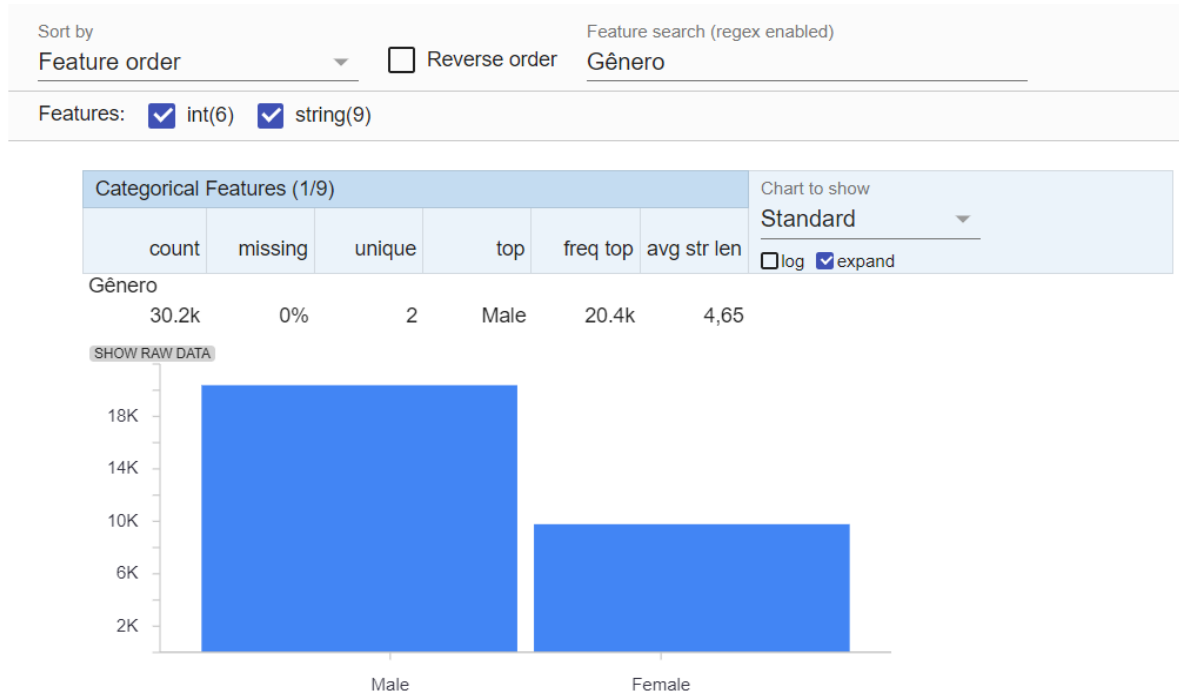 Sort by
Feature order
Reverse order
Feature search (regex enabled)
Gênero
Features: int(6) string(9)
Categorical Features (1/9)
count missing unique top freq top avg str len
Chart to show
Standard
log expand
Gênero
30.2k 0% 2 Male 20.4k 4,65
SHOW RAW DATA
18K
14K
10K
6K
2K
Male Female